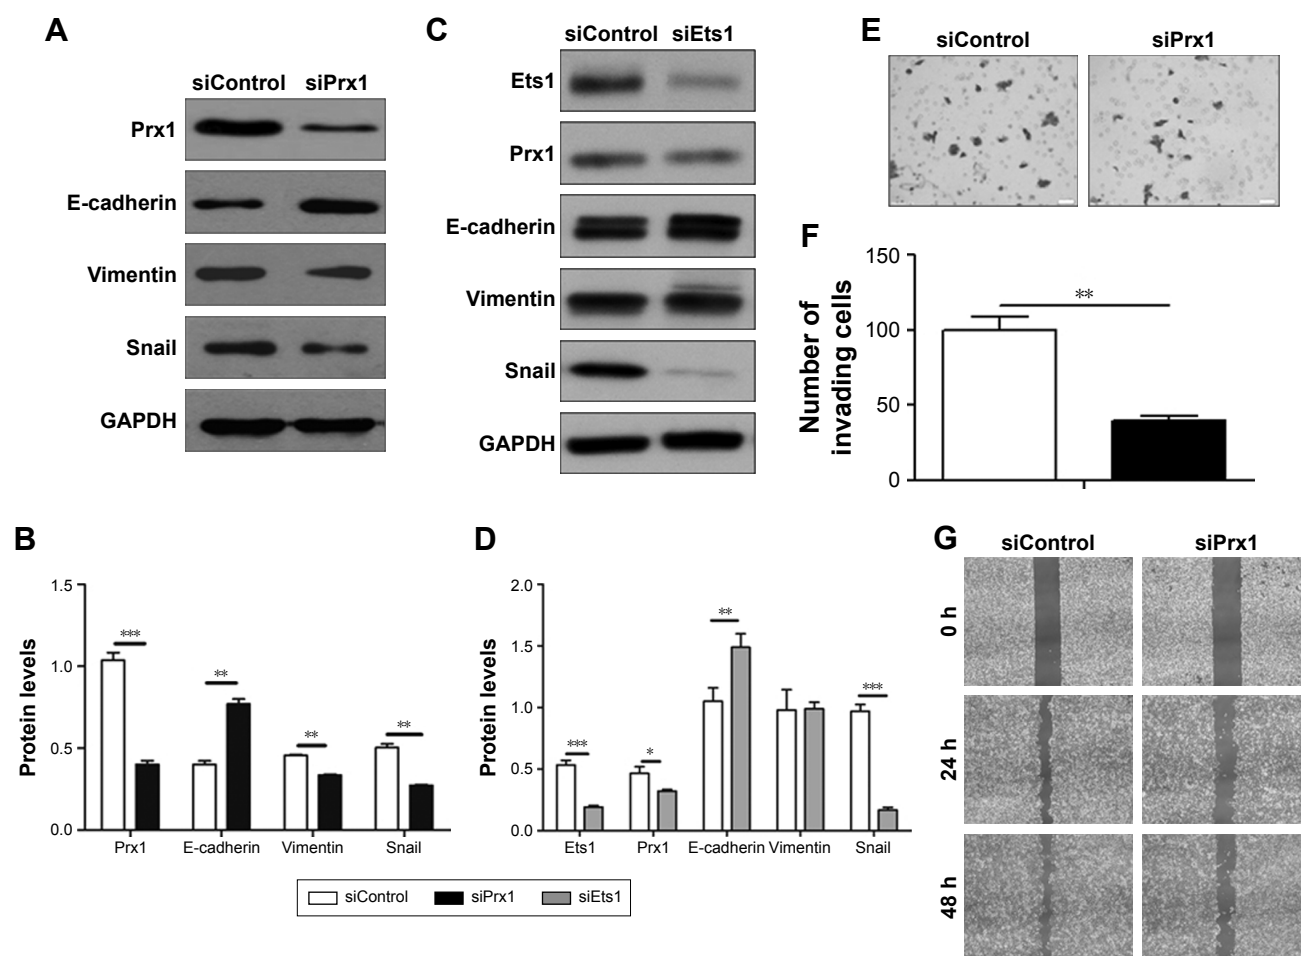 A
siControl siPrx1
Prx1
E-cadherin
Vimentin
Snail
GAPDH
C
siControl siEts1
Ets1
Prx1
E-cadherin
Vimentin
Snail
GAPDH
E
siControl siPrx1
F
Number of
invading cells
150
100
50
0
**
B
Protein levels
1.5
1.0
0.5
0.0
*** ** ** **
Prx1 E-cadherin Vimentin Snail
D
Protein levels
2.0
1.5
1.0
0.5
0.0
*** * ** ***
Ets1 Prx1 E-cadherin Vimentin Snail
siControl siPrx1 siEts1
G
siControl siPrx1
0 h
24 h
48 h